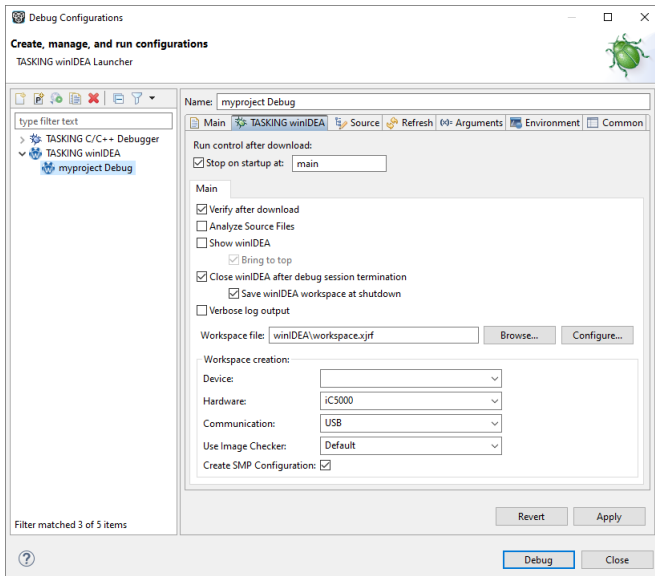 Debug Configurations
Create, manage, and run configurations
TASKING winIDEA Launcher
type filter text
TASKING C/C++ Debugger
TASKING winIDEA
myproject Debug
Filter matched 3 of 5 items
Name: myproject Debug
Main TASKING winIDEA Source Refresh (x)= Arguments Environment Common
Run control after download:
Stop on startup at: main
Main
Verify after download
Analyze Source Files
Show winIDEA
Bring to top
Close winIDEA after debug session termination
Save winIDEA workspace at shutdown
Verbose log output
Workspace file: winIDEA\workspace.xjrf Browse... Configure...
Workspace creation:
Device:
Hardware: iC5000
Communication: USB
Use Image Checker: Default
Create SMP Configuration:
Revert Apply
? Debug Close